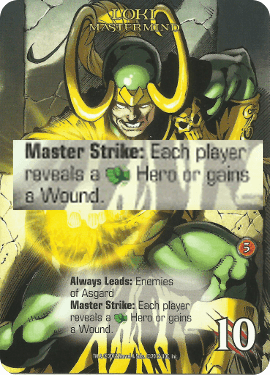 LOKI
MASTERMIND
Master Strike: Each player
reveals a Hero or gains
a Wound.
5
Always Leads: Enemies
of Asgard
Master Strike: Each player
reveals a Hero or gains
a Wound.
10